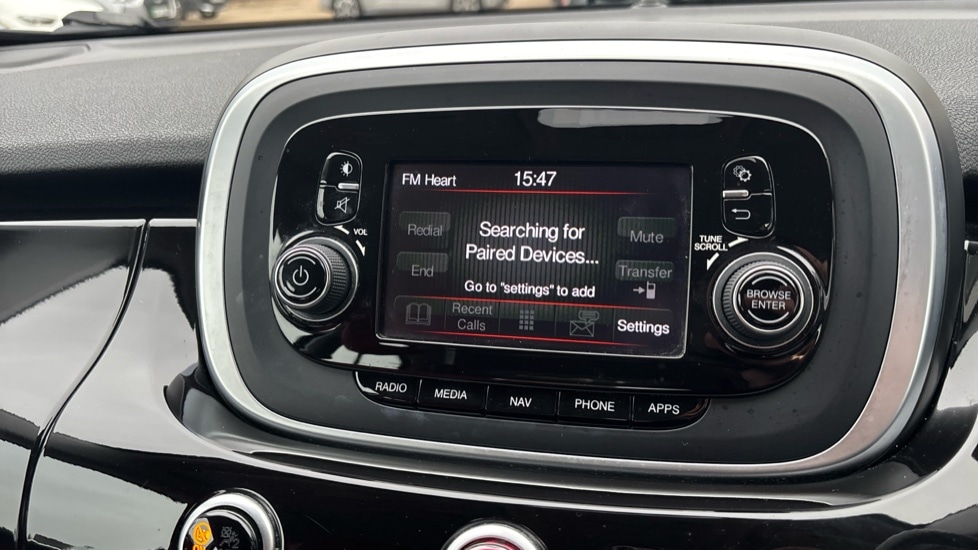 FM Heart 15:47
Redial
Searching for
Paired Devices...
Mute
End
Go to "settings" to add
Transfer
Recent
Calls
Settings
VOL
TUNE
SCROLL
BROWSE
ENTER
RADIO MEDIA NAV PHONE APPS